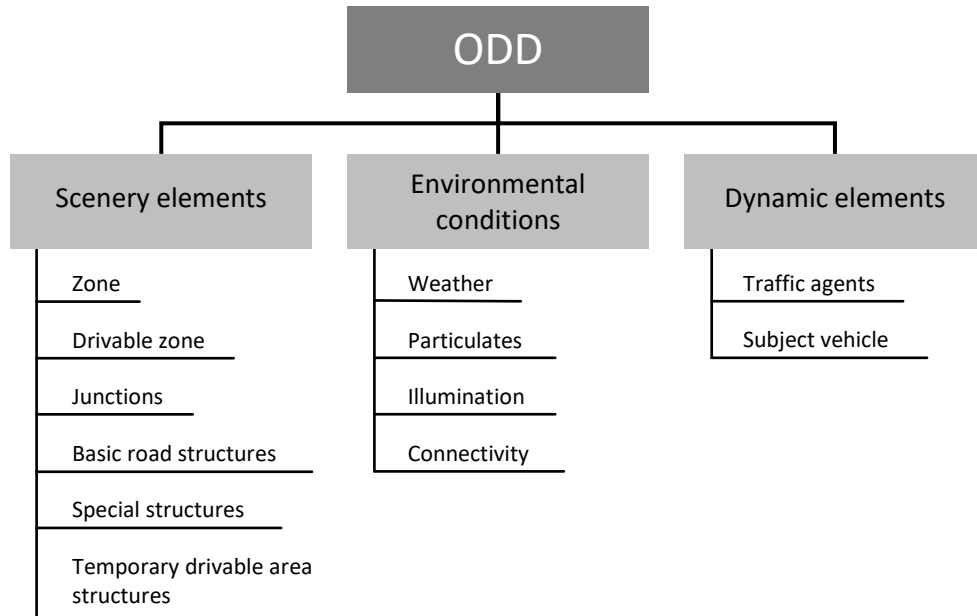 ODD
Scenery elements
Zone
Drivable zone
Junctions
Basic road structures
Special structures
Temporary drivable area
structures
Environmental
conditions
Weather
Particulates
Illumination
Connectivity
Dynamic elements
Traffic agents
Subject vehicle